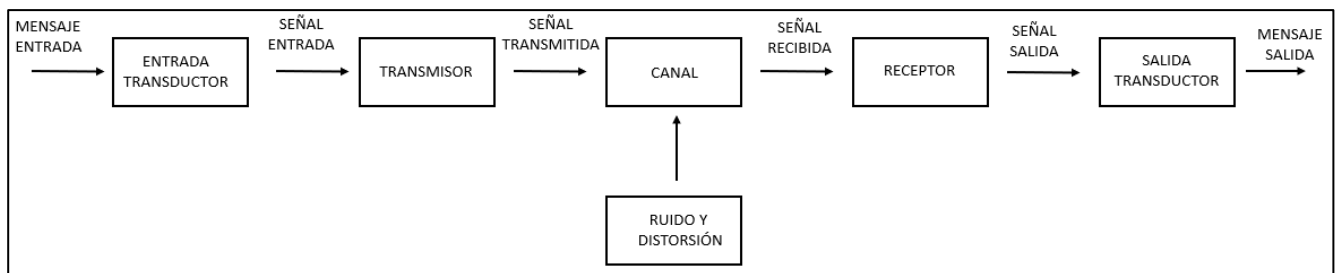 MENSAJE
ENTRADA
ENTRADA
TRANSDUCTOR
SEÑAL
ENTRADA
TRANSMISOR
SEÑAL
TRANSMITIDA
CANAL
SEÑAL
RECIBIDA
RECEPTOR
SEÑAL
SALIDA
SALIDA
TRANSDUCTOR
MENSAJE
SALIDA
RUIDO Y
DISTORSIÓN